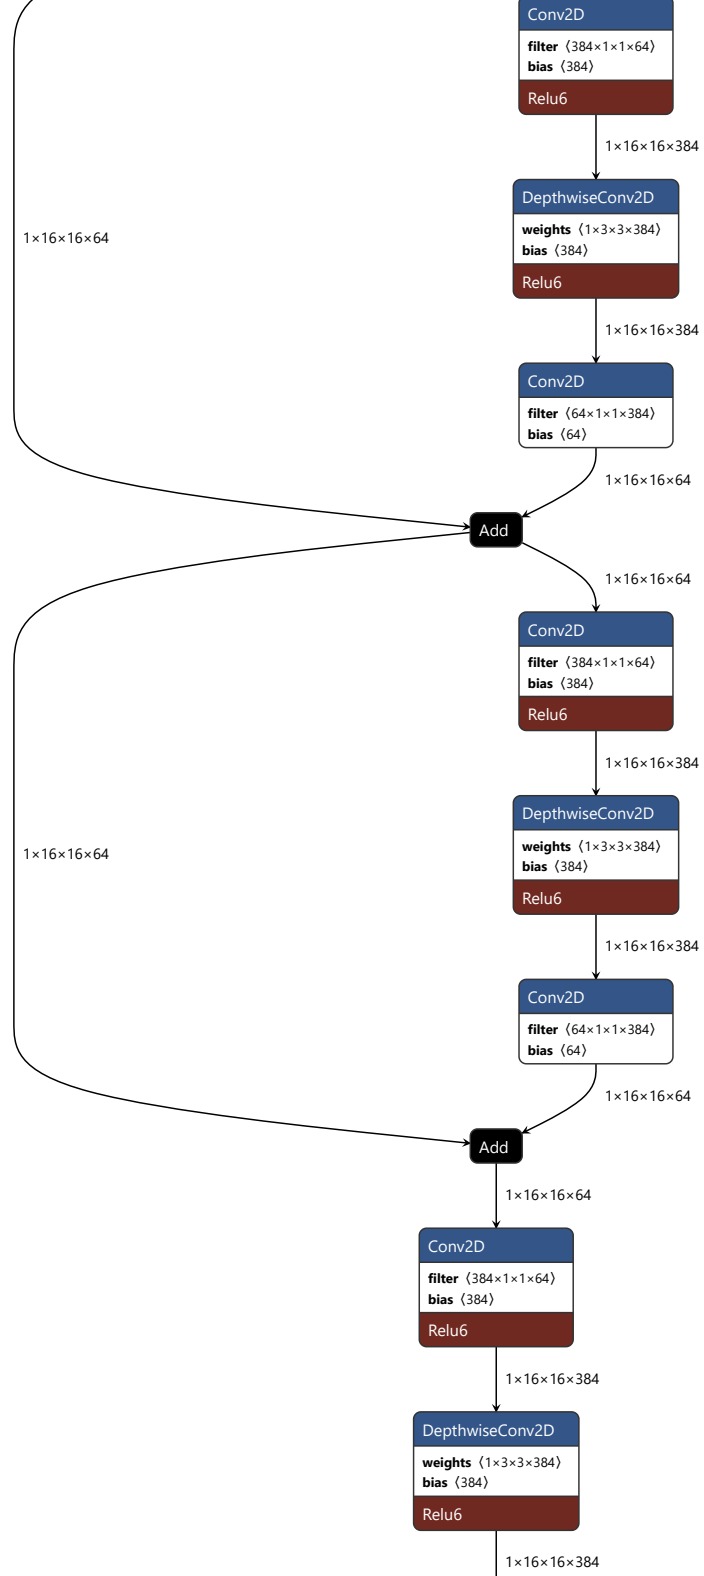 Conv2D
filter ⟨384×1×1×64⟩
bias ⟨384⟩
Relu6
1×16×16×384
DepthwiseConv2D
weights ⟨1×3×3×384⟩
bias ⟨384⟩
Relu6
1×16×16×64
1×16×16×384
Conv2D
filter ⟨64×1×1×384⟩
bias ⟨64⟩
1×16×16×64
Add
1×16×16×64
Conv2D
filter ⟨384×1×1×64⟩
bias ⟨384⟩
Relu6
1×16×16×384
DepthwiseConv2D
weights ⟨1×3×3×384⟩
bias ⟨384⟩
Relu6
1×16×16×64
1×16×16×384
Conv2D
filter ⟨64×1×1×384⟩
bias ⟨64⟩
1×16×16×64
Add
1×16×16×64
Conv2D
filter ⟨384×1×1×64⟩
bias ⟨384⟩
Relu6
1×16×16×384
DepthwiseConv2D
weights ⟨1×3×3×384⟩
bias ⟨384⟩
Relu6
1×16×16×384